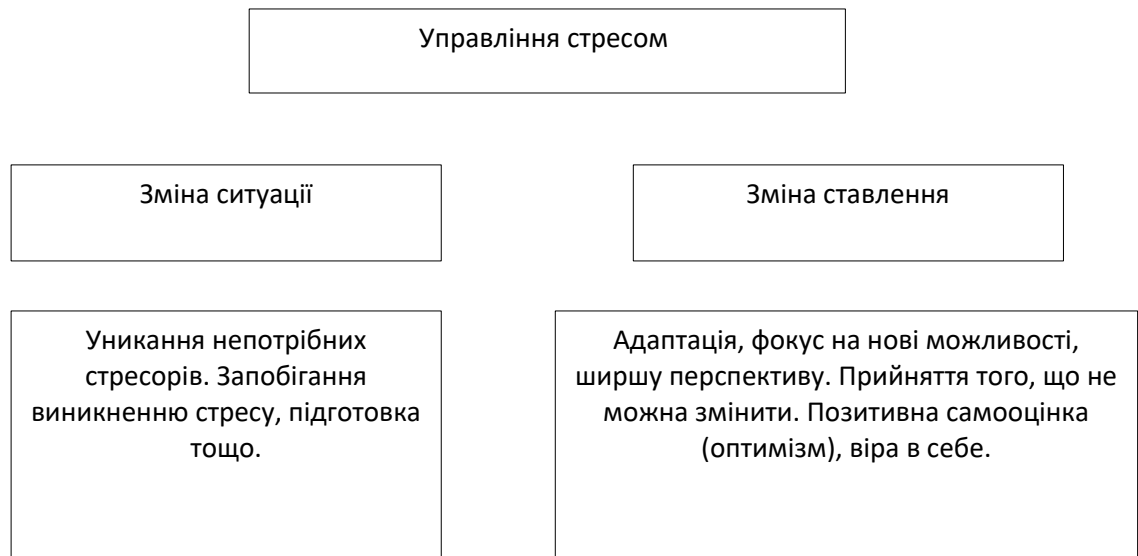 Управління стресом
Зміна ситуації
Зміна ставлення
Уникання непотрібних
стресорів. Запобігання
виникненню стресу, підготовка
тощо.
Адаптація, фокус на нові можливості,
ширшу перспективу. Прийняття того, що не
можна змінити. Позитивна самооцінка
(оптимізм), віра в себе.